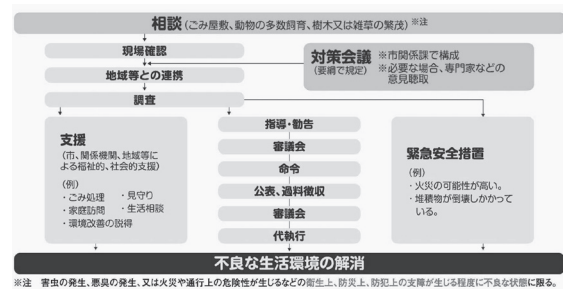 相談(ごみ屋敷、動物の多数飼育、樹木又は雑草の繁茂)※注
現場確認
地域等との連携
調査
対策会議
(要綱で規定)
※市関係課で構成
※必要な場合、専門家などの
意見聴取
支援
(市、関係機関、地域等に
よる福祉的、社会的支援)
(例)
・ごみ処理 ・見守り
・家庭訪問 ・生活相談
・環境改善の説得
指導・勧告
審議会
命令
公表、過料徴収
審議会
代執行
緊急安全措置
(例)
・火災の可能性が高い。
・堆積物が倒壊しかかって
いる。
不良な生活環境の解消
※注 害虫の発生、悪臭の発生、又は火災や通行上の危険性が生じるなどの衛生上、防災上、防犯上の支障が生じる程度に不良な状態に限る。